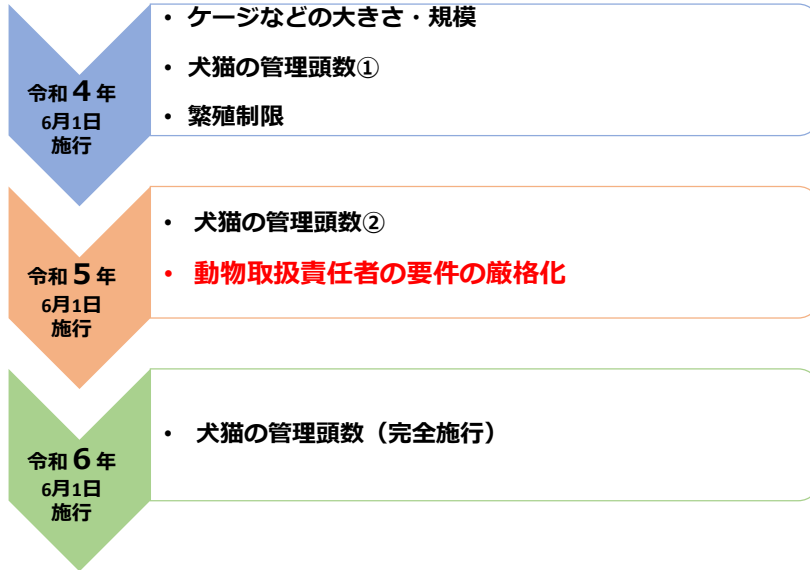 令和４年
6月1日
施行
• ケージなどの大きさ・規模
• 犬猫の管理頭数①
• 繁殖制限
令和５年
6月1日
施行
• 犬猫の管理頭数②
• 動物取扱責任者の要件の厳格化
令和６年
6月1日
施行
• 犬猫の管理頭数（完全施行）